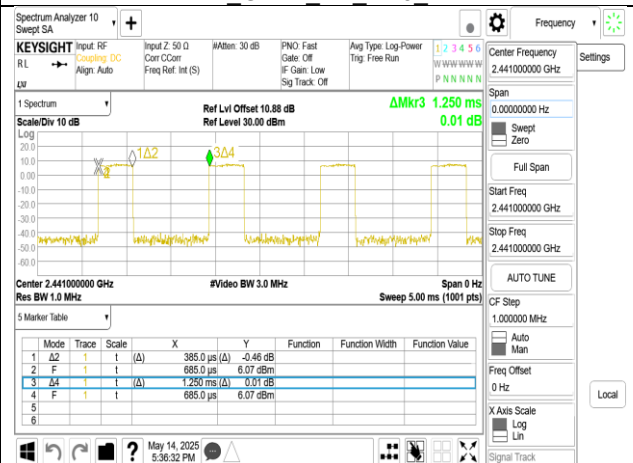 Spectrum Analyzer 10
Swept SA
KEYSIGHT
RL
LXI
Input: RF
Coupling: DC
Align: Auto
Input Z: 50 Ω
Corr CCorr
Freq Ref: Int (S)
#Atten: 30 dB
PNO: Fast
Gate: Off
IF Gain: Low
Sig Track: Off
Avg Type: Log-Power
Trig: Free Run
1 2 3 4 5 6
W W W W W W
P N N N N N
1 Spectrum
Scale/Div 10 dB
Ref Lvl Offset 10.88 dB
Ref Level 30.00 dBm
ΔMkr3 1.250 ms
0.01 dB
Log
20.0
10.0
0.00
-10.0
-20.0
-30.0
-40.0
-50.0
-60.0
1Δ2
3Δ4
Center 2.441000000 GHz
Res BW 1.0 MHz
#Video BW 3.0 MHz
Span 0 Hz
Sweep 5.00 ms (1001 pts)
5 Marker Table
Mode Trace Scale X Y Function Function Width Function Value
1 Δ2 1 t (Δ) 385.0 µs (Δ) -0.46 dB
2 F 1 t 685.0 µs 6.07 dBm
3 Δ4 1 t (Δ) 1.250 ms (Δ) 0.01 dB
4 F 1 t 685.0 µs 6.07 dBm
5
6
?
May 14, 2025
5:36:32 PM
Frequency
Settings
Center Frequency
2.441000000 GHz
Span
0.00000000 Hz
Swept
Zero
Full Span
Start Freq
2.441000000 GHz
Stop Freq
2.441000000 GHz
AUTO TUNE
CF Step
1.000000 MHz
Auto
Man
Freq Offset
0 Hz
X Axis Scale
Log
Lin
Signal Track
Local